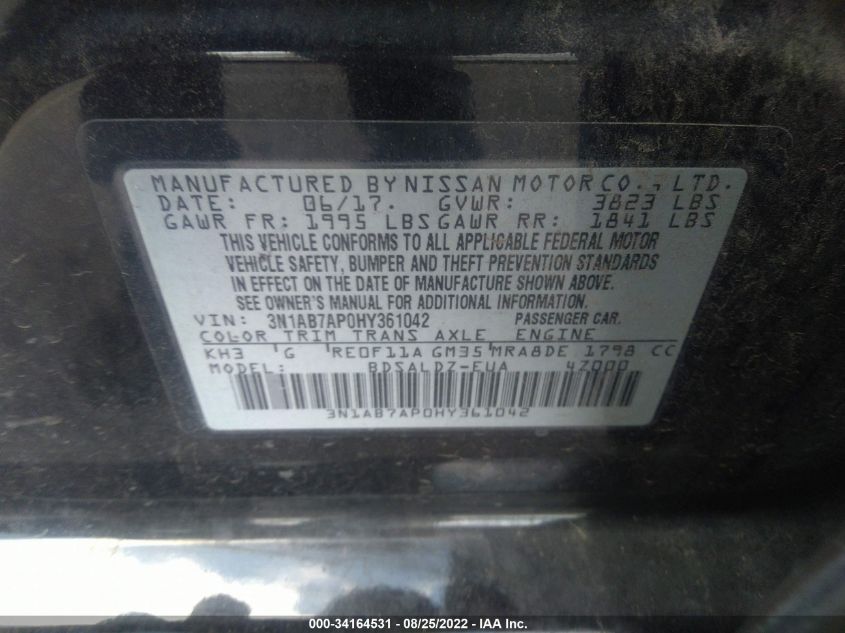 MANUFACTURED BY NISSAN MOTOR CO., LTD.
DATE: 06/17. GVWR: 3823 LBS
GAWR FR: 1995 LBS GAWR RR: 1841 LBS
THIS VEHICLE CONFORMS TO ALL APPLICABLE FEDERAL MOTOR
VEHICLE SAFETY, BUMPER AND THEFT PREVENTION STANDARDS
IN EFFECT ON THE DATE OF MANUFACTURE SHOWN ABOVE.
SEE OWNER'S MANUAL FOR ADDITIONAL INFORMATION.
VIN: 3N1AB7AP0HY361042 PASSENGER CAR.
COLOR TRIM TRANS AXLE ENGINE
KH3 G RE0F11A GM35 MRA8DE 1798 CC
MODEL: BDSALDZ-EUA 4Z000
3N1AB7AP0HY361042
000-34164531 - 08/25/2022 - IAA Inc.